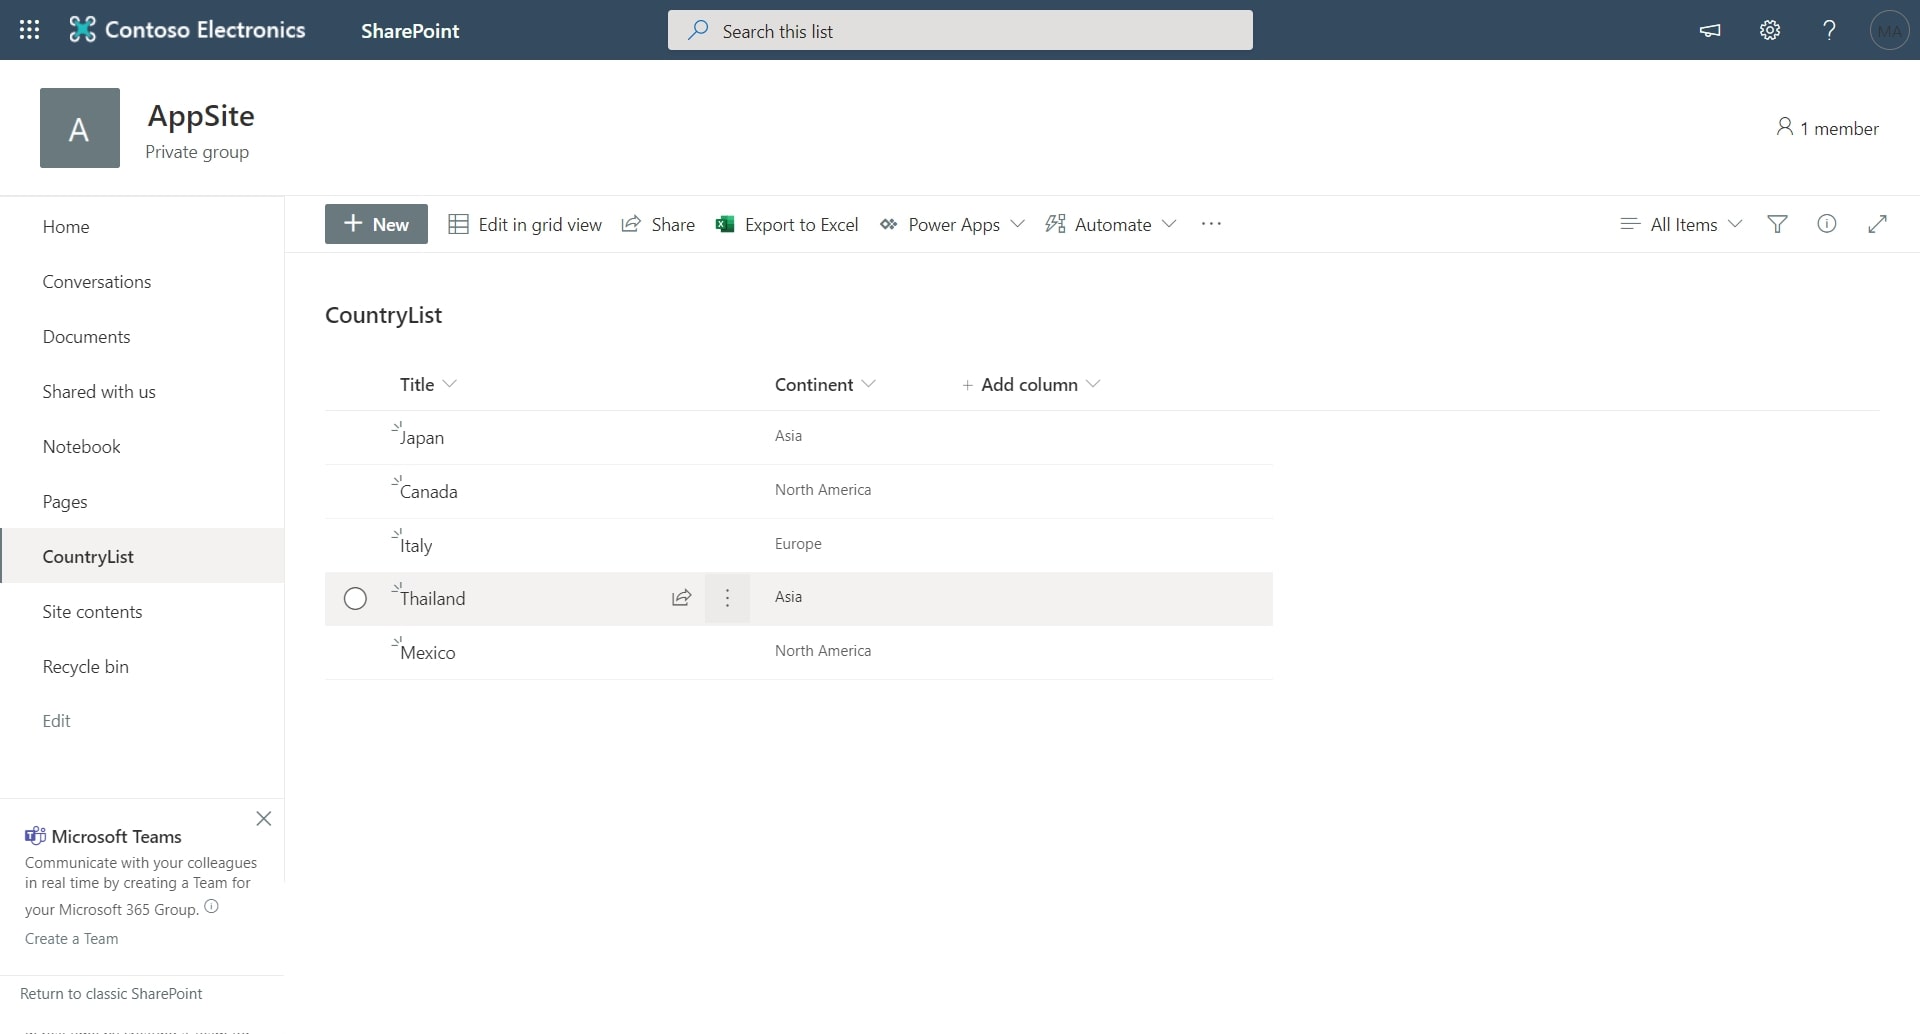 Contoso Electronics
SharePoint
Search this list
MA
A
AppSite
Private group
1 member
Home
Conversations
Documents
Shared with us
Notebook
Pages
CountryList
Site contents
Recycle bin
Edit
New
Edit in grid view
Share
Export to Excel
Power Apps
Automate
All Items
CountryList
Title
Continent
+ Add column
Japan
Asia
Canada
North America
Italy
Europe
Thailand
Asia
Mexico
North America
Microsoft Teams
Communicate with your colleagues
in real time by creating a Team for
your Microsoft 365 Group.
Create a Team
Return to classic SharePoint